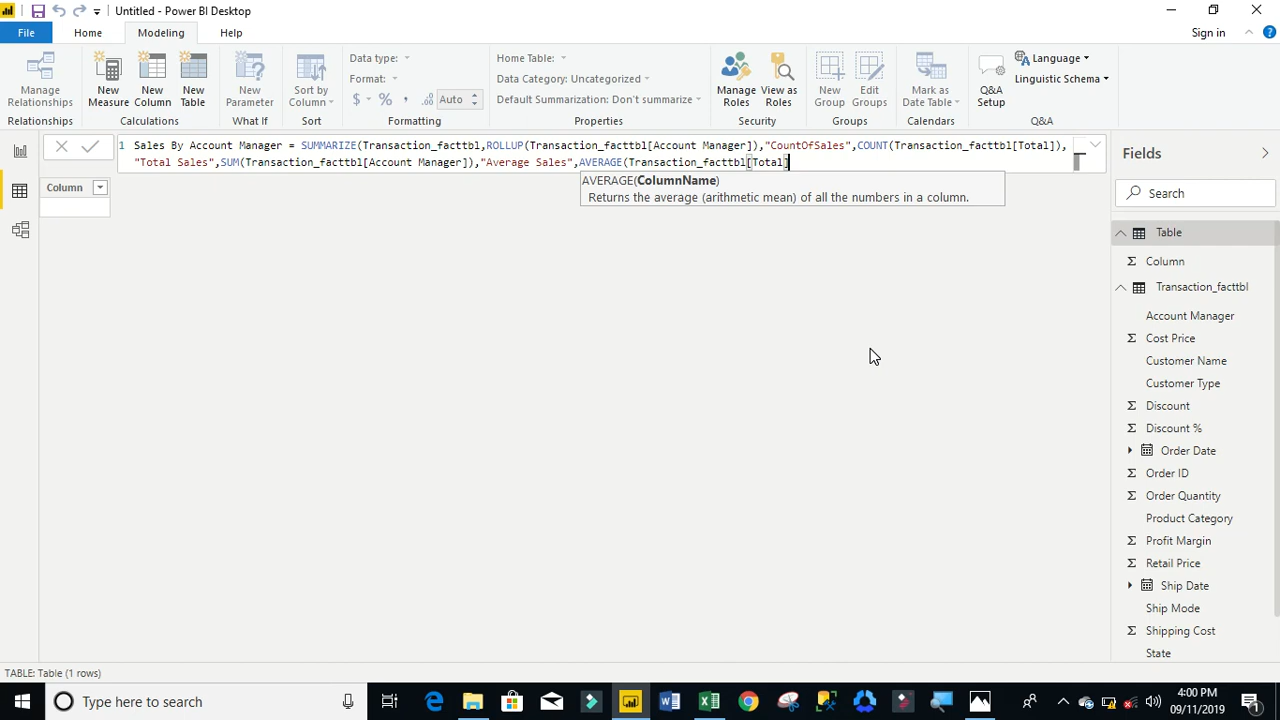 Untitled - Power BI Desktop
File
Home
Modeling
Help
Sign in
Manage
Relationships
New
Measure
New
Column
New
Table
New
Parameter
Sort by
Column
Data type:
Format:
$ % , Auto
Home Table:
Data Category: Uncategorized
Default Summarization: Don't summarize
Manage
Roles
View as
Roles
New
Group
Edit
Groups
Mark as
Date Table
Q&A
Setup
Language
Linguistic Schema
Relationships
Calculations
What If
Sort
Formatting
Properties
Security
Groups
Calendars
Q&A
1 Sales By Account Manager = SUMMARIZE(Transaction_facttbl,ROLLUP(Transaction_facttbl[Account Manager]),"CountOfSales",COUNT(Transaction_facttbl[Total]),
"Total Sales",SUM(Transaction_facttbl[Account Manager]),"Average Sales",AVERAGE(Transaction_facttbl[Total]
AVERAGE(ColumnName)
Returns the average (arithmetic mean) of all the numbers in a column.
Column
Fields
Search
Table
Column
Transaction_facttbl
Account Manager
Cost Price
Customer Name
Customer Type
Discount
Discount %
Order Date
Order ID
Order Quantity
Product Category
Profit Margin
Retail Price
Ship Date
Ship Mode
Shipping Cost
State
TABLE: Table (1 rows)
Type here to search
4:00 PM
09/11/2019
1